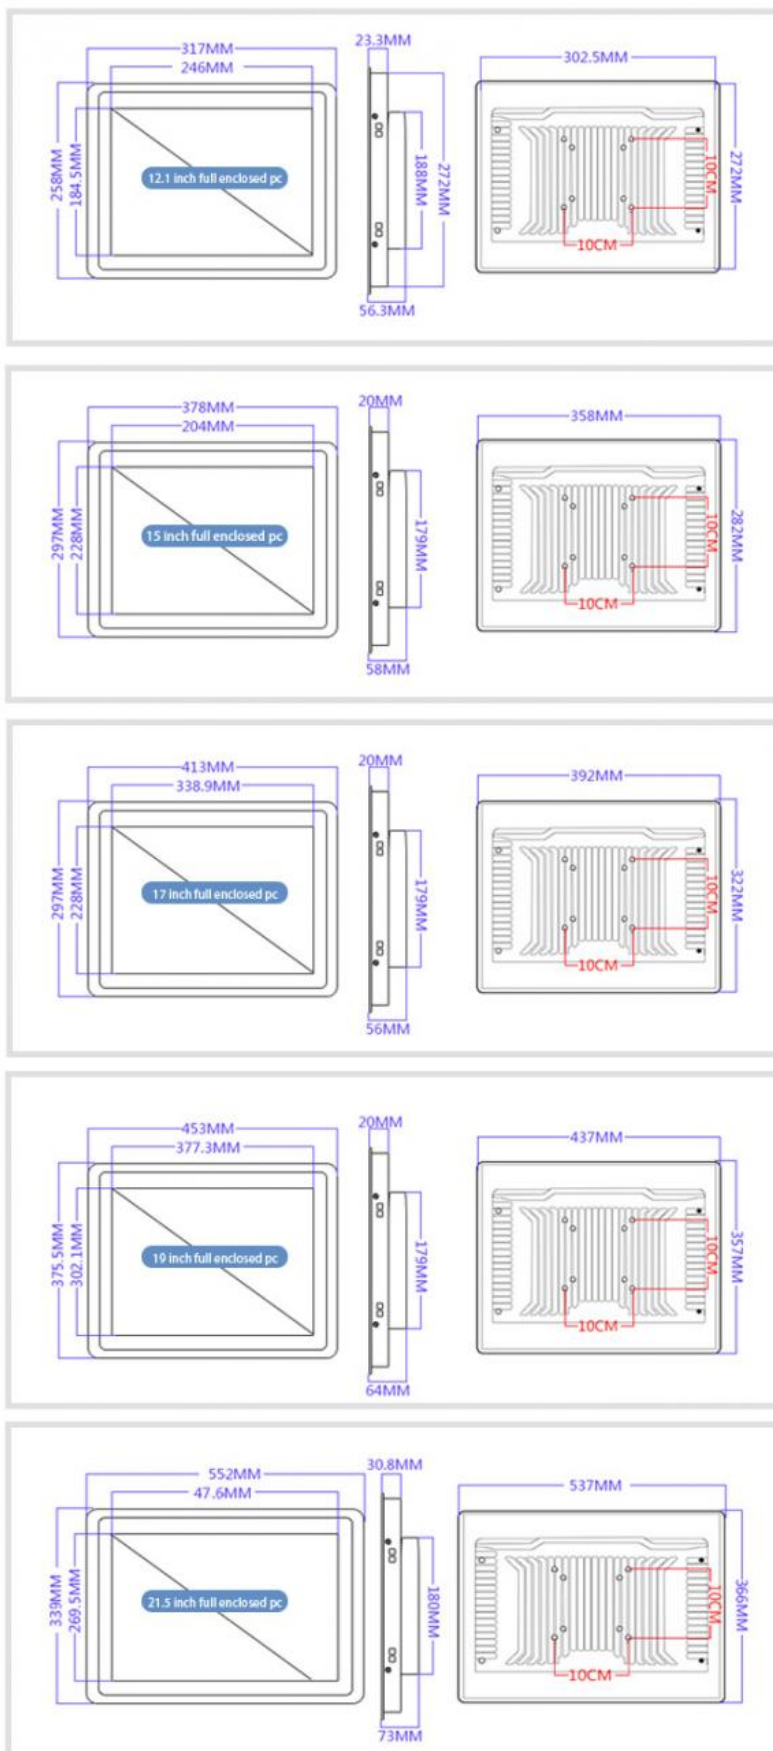 317MM
246MM
23.3MM
302.5MM
258MM
184.5MM
12.1 inch full enclosed pc
188MM
272MM
10CM
272MM
10CM
56.3MM
378MM
204MM
20MM
358MM
297MM
228MM
15 inch full enclosed pc
179MM
10CM
282MM
10CM
58MM
413MM
338.9MM
20MM
392MM
297MM
228MM
17 inch full enclosed pc
179MM
10CM
322MM
10CM
56MM
453MM
377.3MM
20MM
437MM
375.5MM
302.1MM
19 inch full enclosed pc
179MM
10CM
357MM
10CM
64MM
552MM
47.6MM
30.8MM
537MM
339MM
269.5MM
21.5 inch full enclosed pc
180MM
10CM
366MM
10CM
73MM